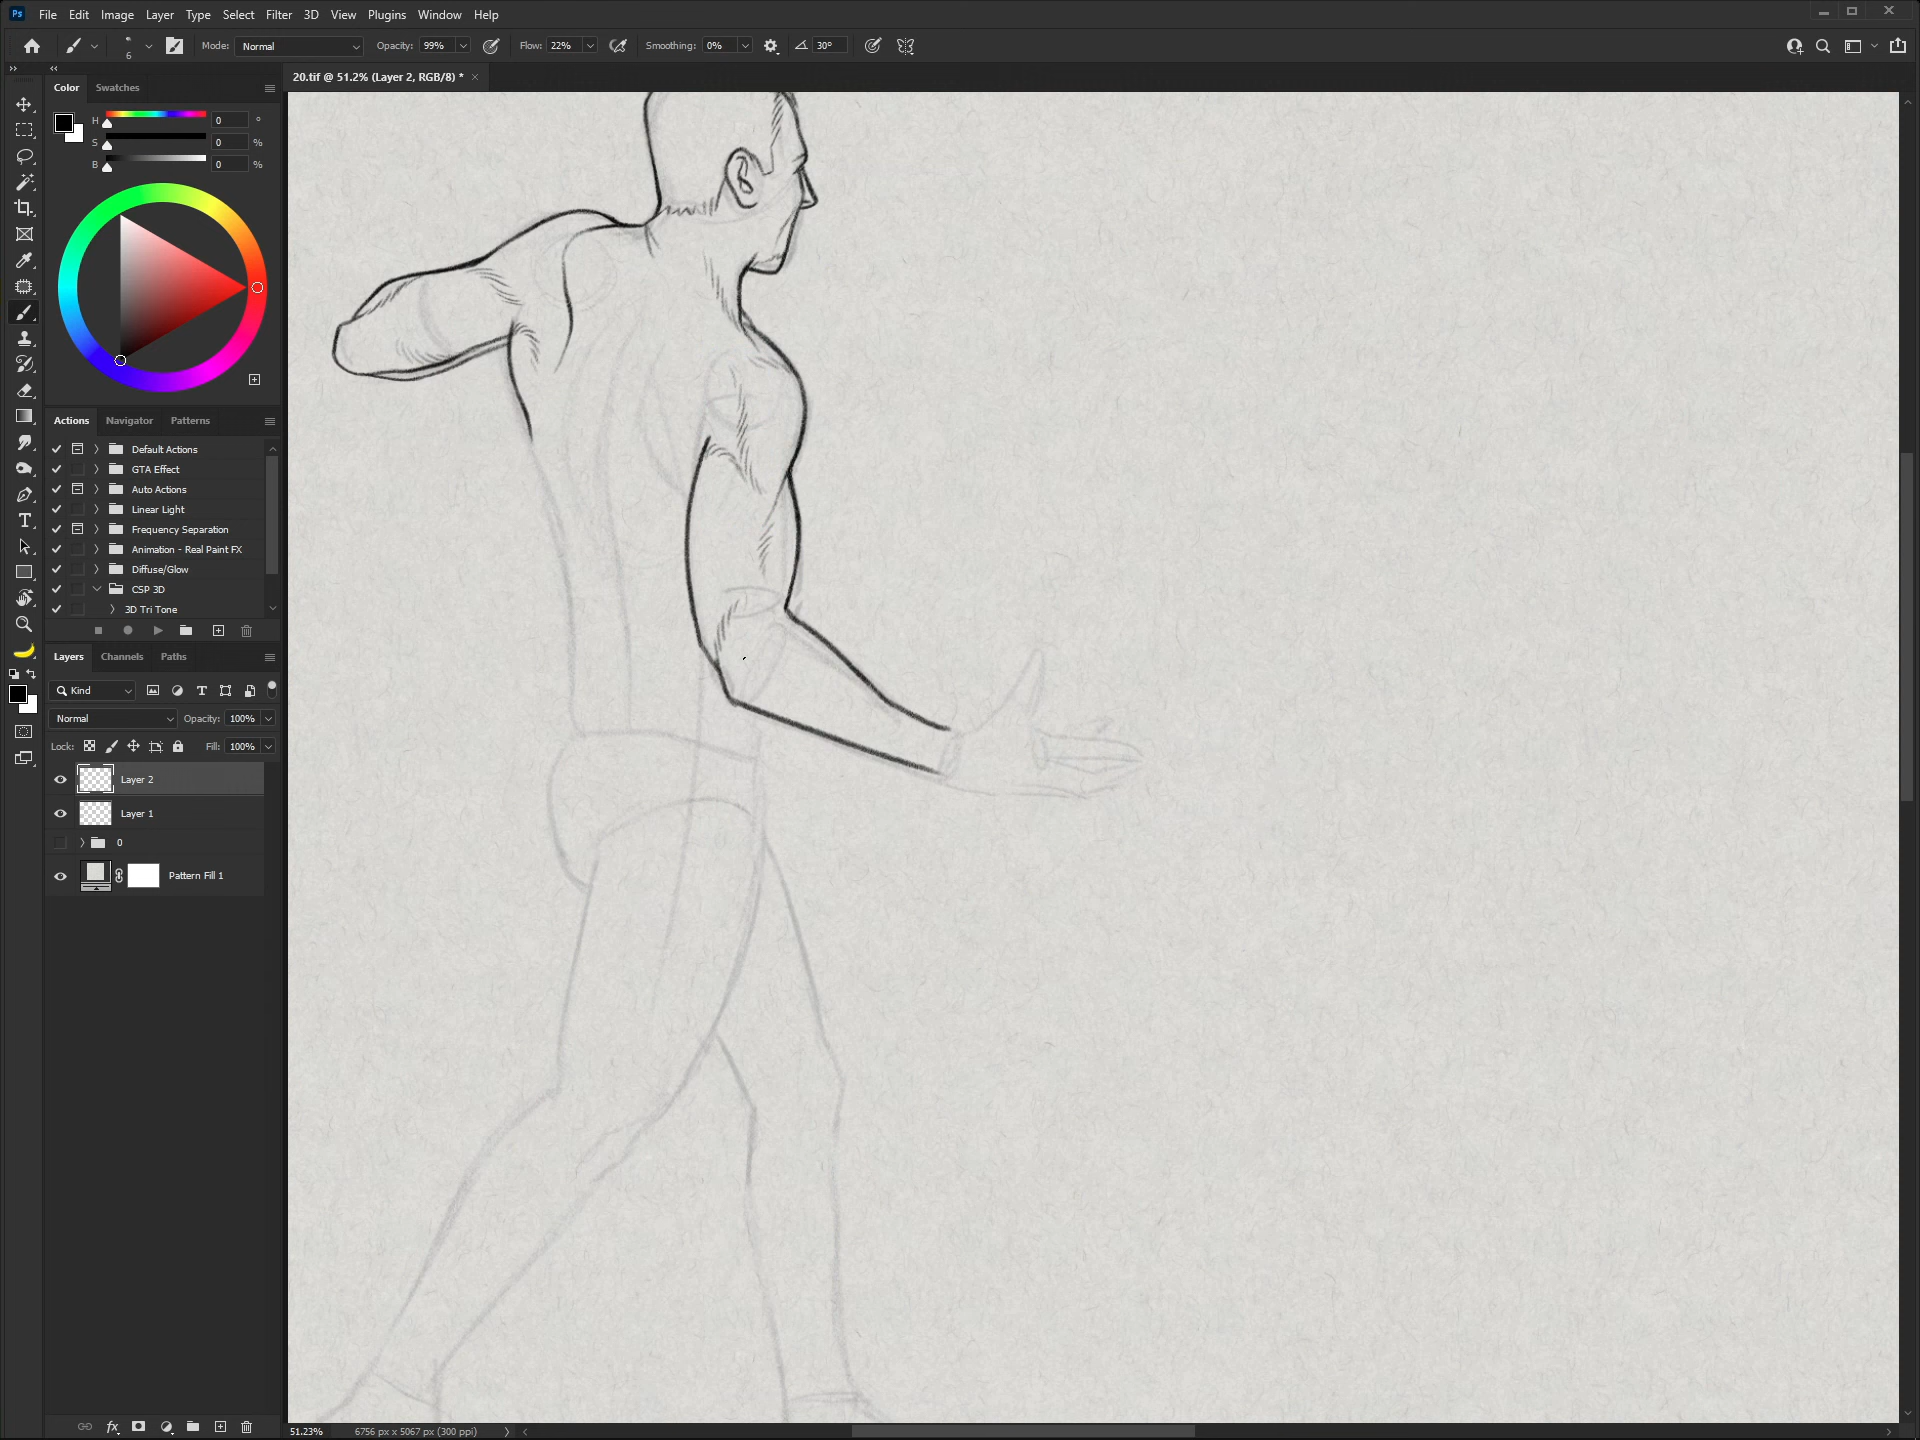 Ps File Edit Image Layer Type Select Filter 3D View Plugins Window Help
6 Mode: Normal Opacity: 99% Flow: 22% Smoothing: 0% 30°
20.tif @ 51.2% (Layer 2, RGB/8) *
Color Swatches
H 0 °
S 0 %
B 0 %
Actions Navigator Patterns
Default Actions
GTA Effect
Auto Actions
Linear Light
Frequency Separation
Animation - Real Paint FX
Diffuse/Glow
CSP 3D
3D Tri Tone
Layers Channels Paths
Kind
Normal Opacity: 100%
Lock: Fill: 100%
Layer 2
Layer 1
0
Pattern Fill 1
fx
51.23% 6756 px x 5067 px (300 ppi)